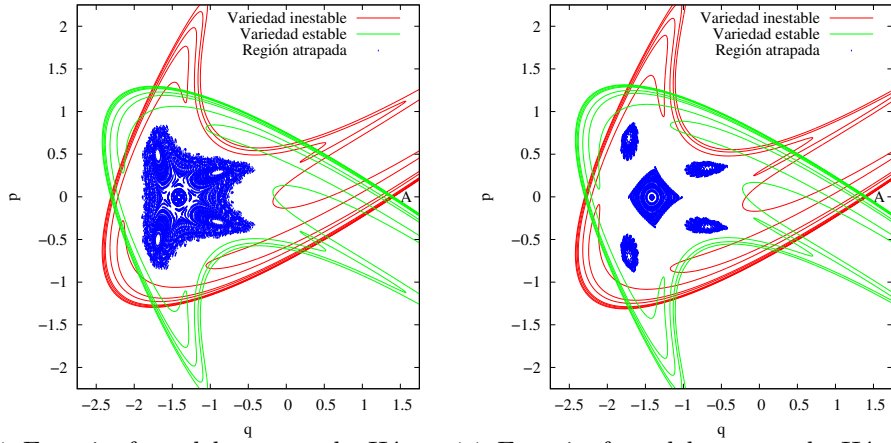 Variedad inestable
Variedad estable
Región atrapada
2
1.5
1
0.5
0
−0.5
−1
−1.5
−2
p
A
−2.5 −2 −1.5 −1 −0.5 0 0.5 1 1.5
q
Variedad inestable
Variedad estable
Región atrapada
2
1.5
1
0.5
0
−0.5
−1
−1.5
−2
p
A
−2.5 −2 −1.5 −1 −0.5 0 0.5 1 1.5
q